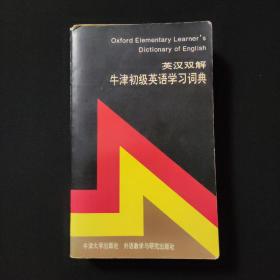 Oxford Elementary Learner's
Dictionary of English
英汉双解
牛津初级英语学习词典
牛津大学出版社 外语教学与研究出版社